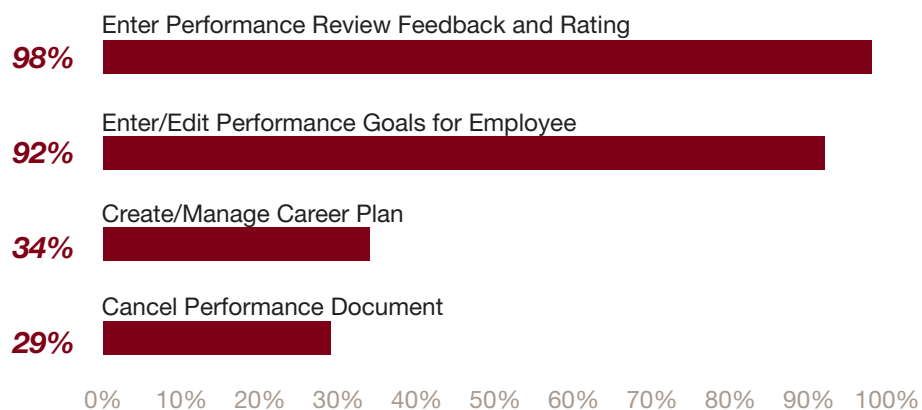 Enter Performance Review Feedback and Rating
98%
Enter/Edit Performance Goals for Employee
92%
Create/Manage Career Plan
34%
Cancel Performance Document
29%
0% 10% 20% 30% 40% 50% 60% 70% 80% 90% 100%